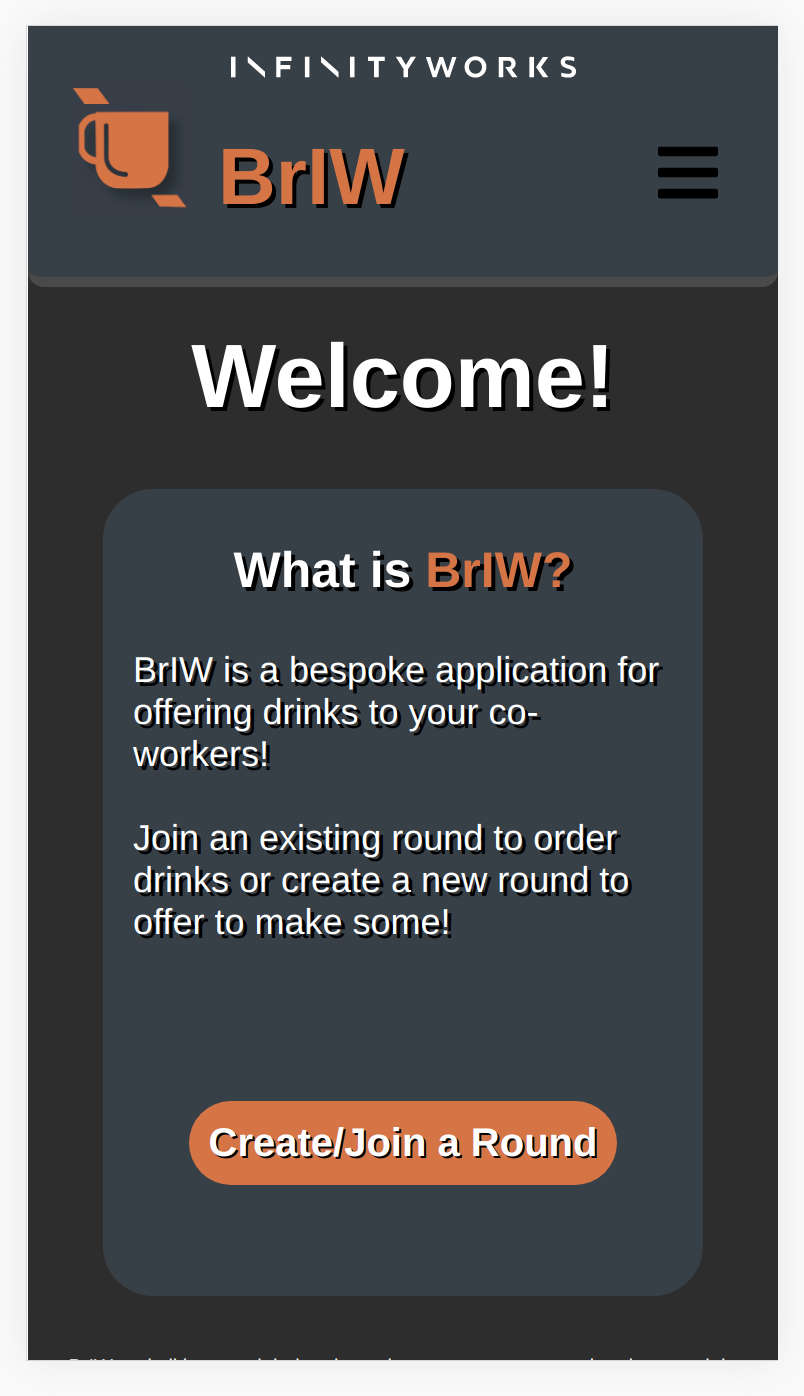 INFINITYWORKS
BrIW
Welcome!
What is BrIW?
BrIW is a bespoke application for
offering drinks to your co-
workers!
Join an existing round to order
drinks or create a new round to
offer to make some!
Create/Join a Round